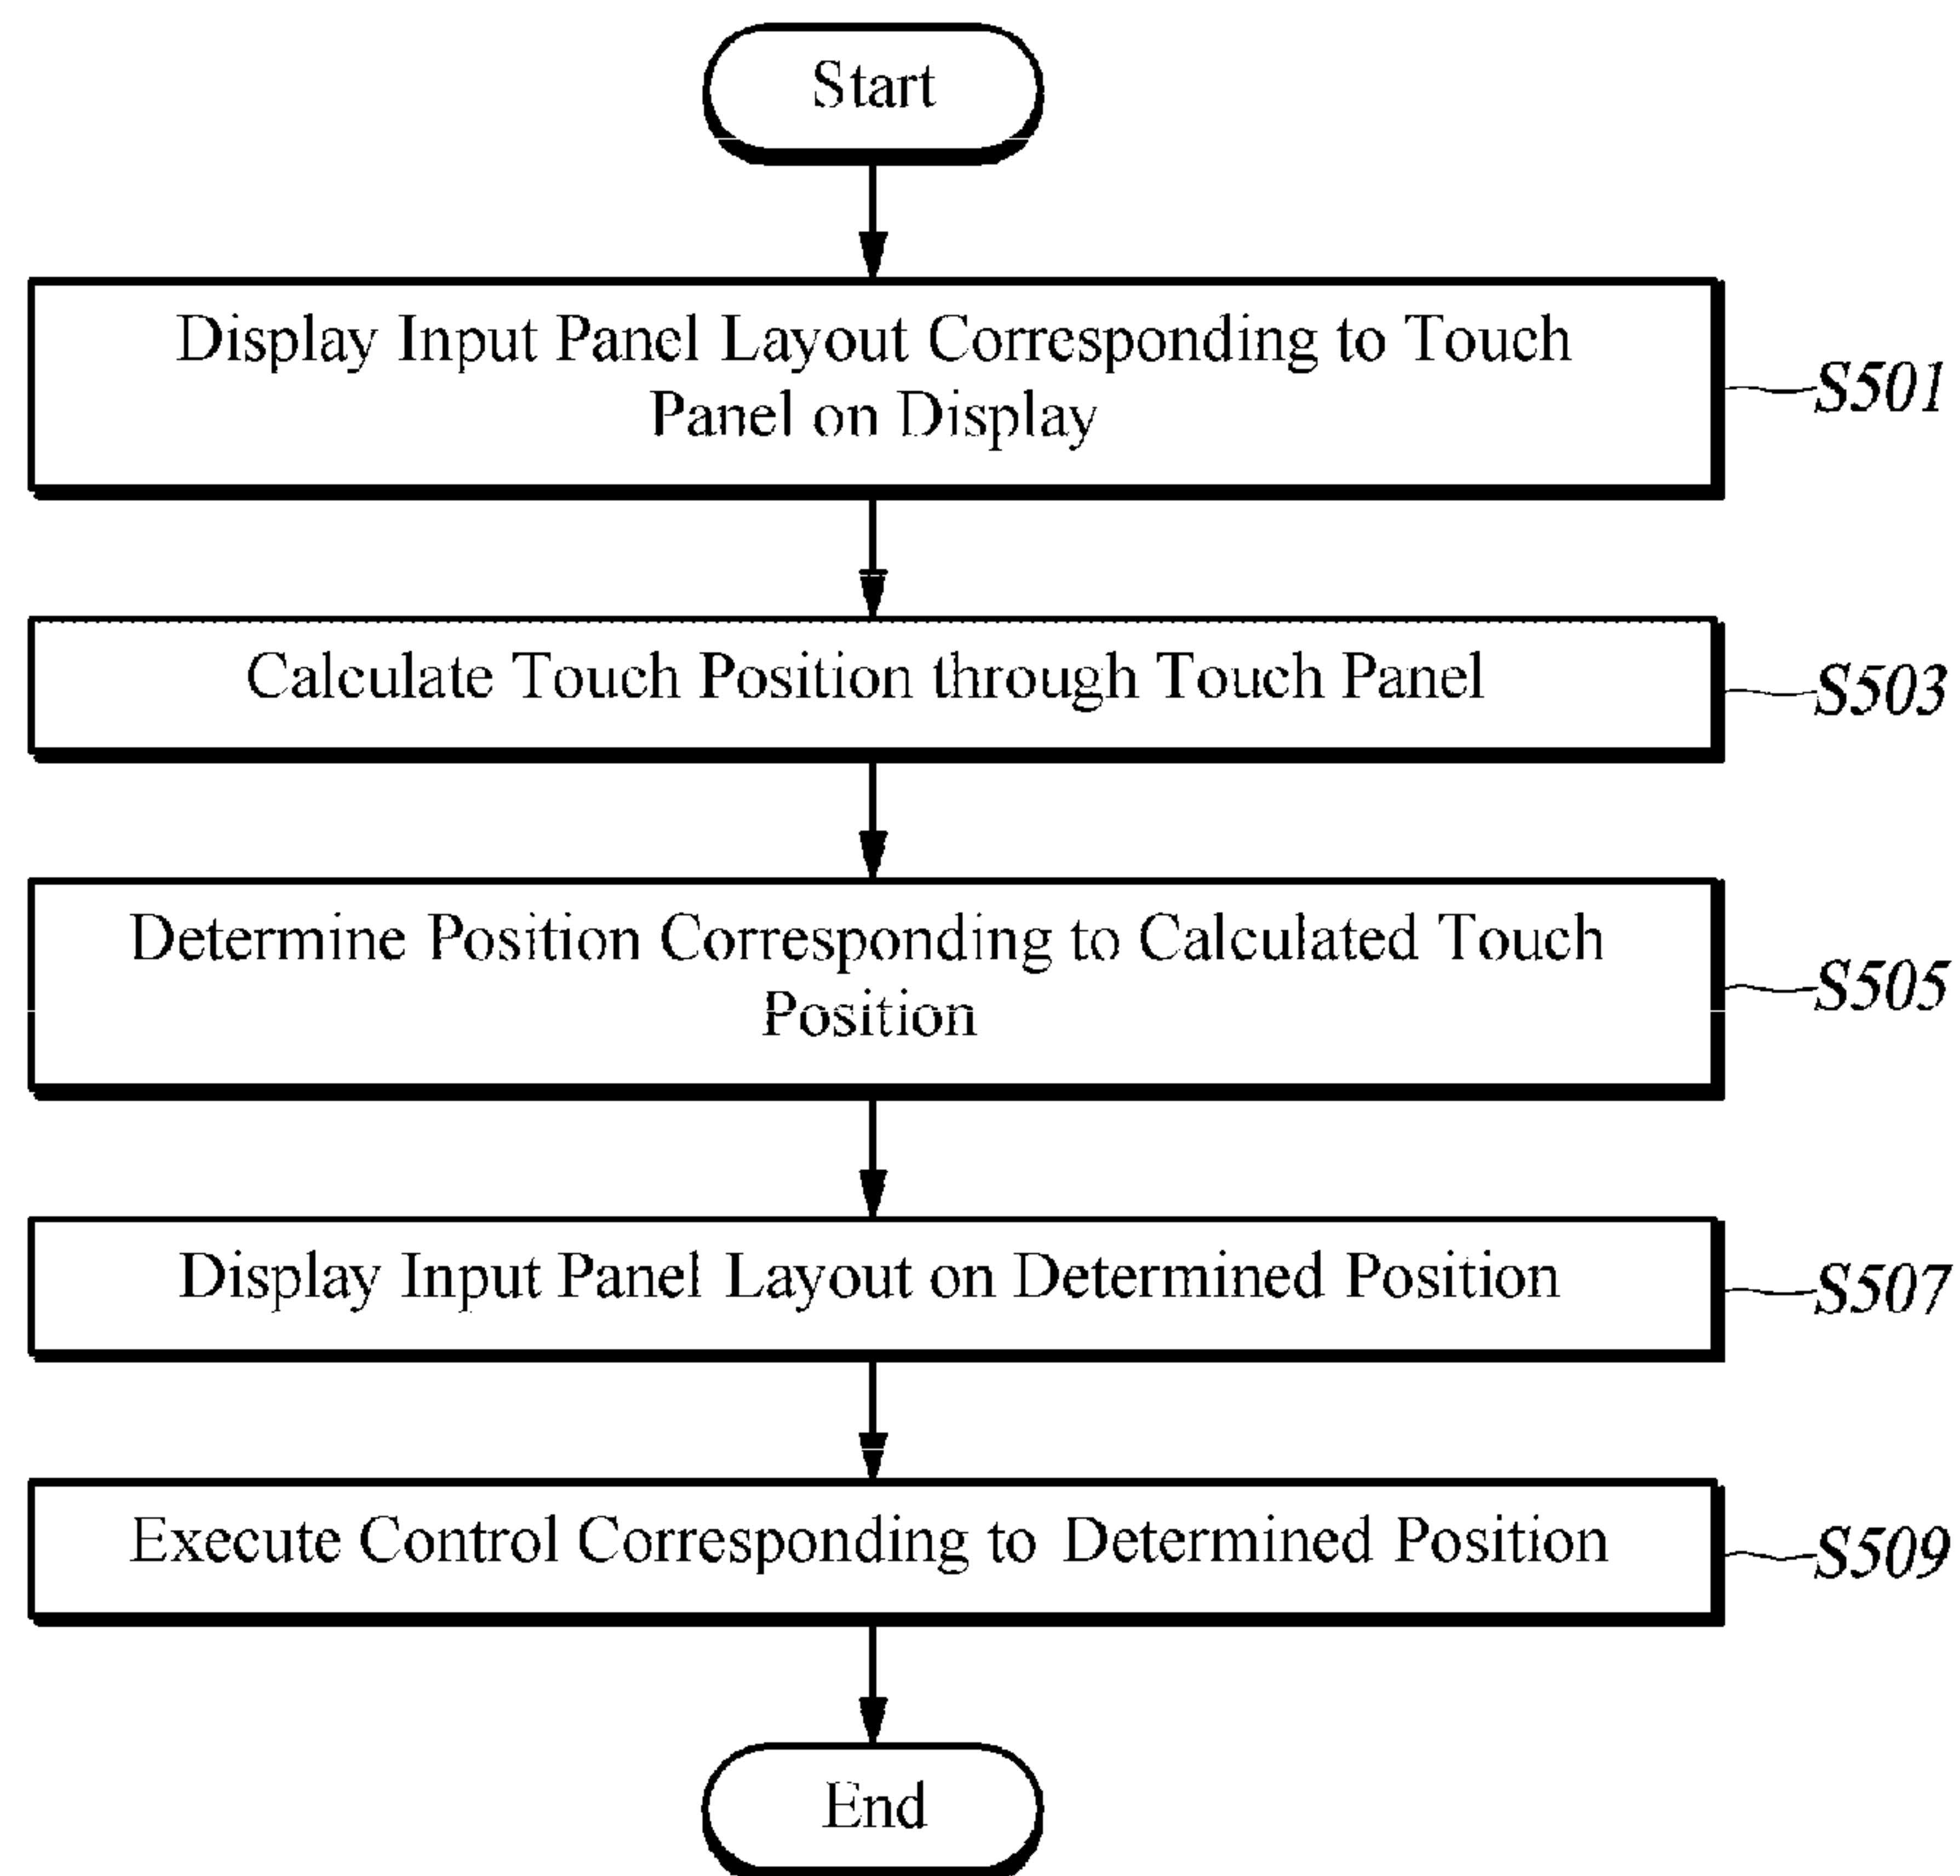 Start
Display Input Panel Layout Corresponding to Touch
Panel on Display
S501
Calculate Touch Position through Touch Panel
S503
Determine Position Corresponding to Calculated Touch
Position
S505
Display Input Panel Layout on Determined Position
S507
Execute Control Corresponding to Determined Position
S509
End